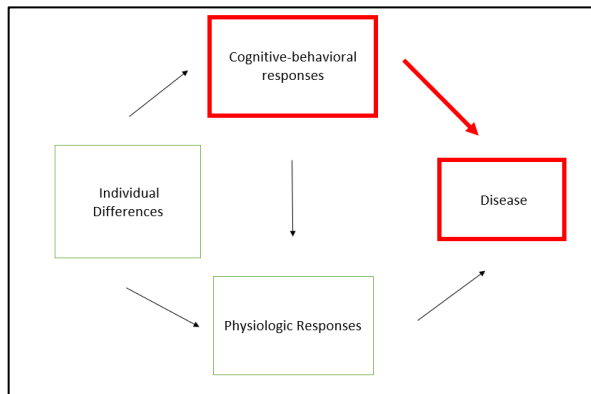 Cognitive-behavioral
responses
Individual
Differences
Disease
Physiologic Responses